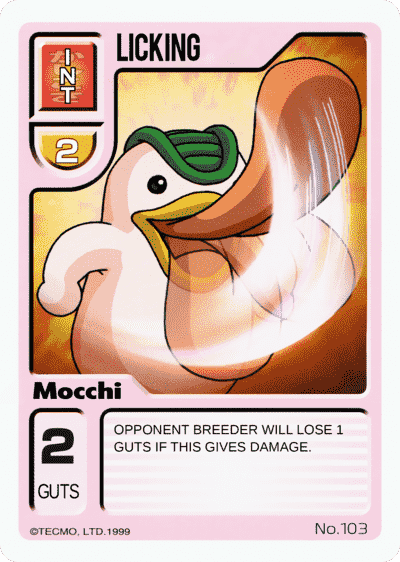 LICKING
INT
2
Mocchi
2
GUTS
OPPONENT BREEDER WILL LOSE 1
GUTS IF THIS GIVES DAMAGE.
©TECMO, LTD.1999
No.103